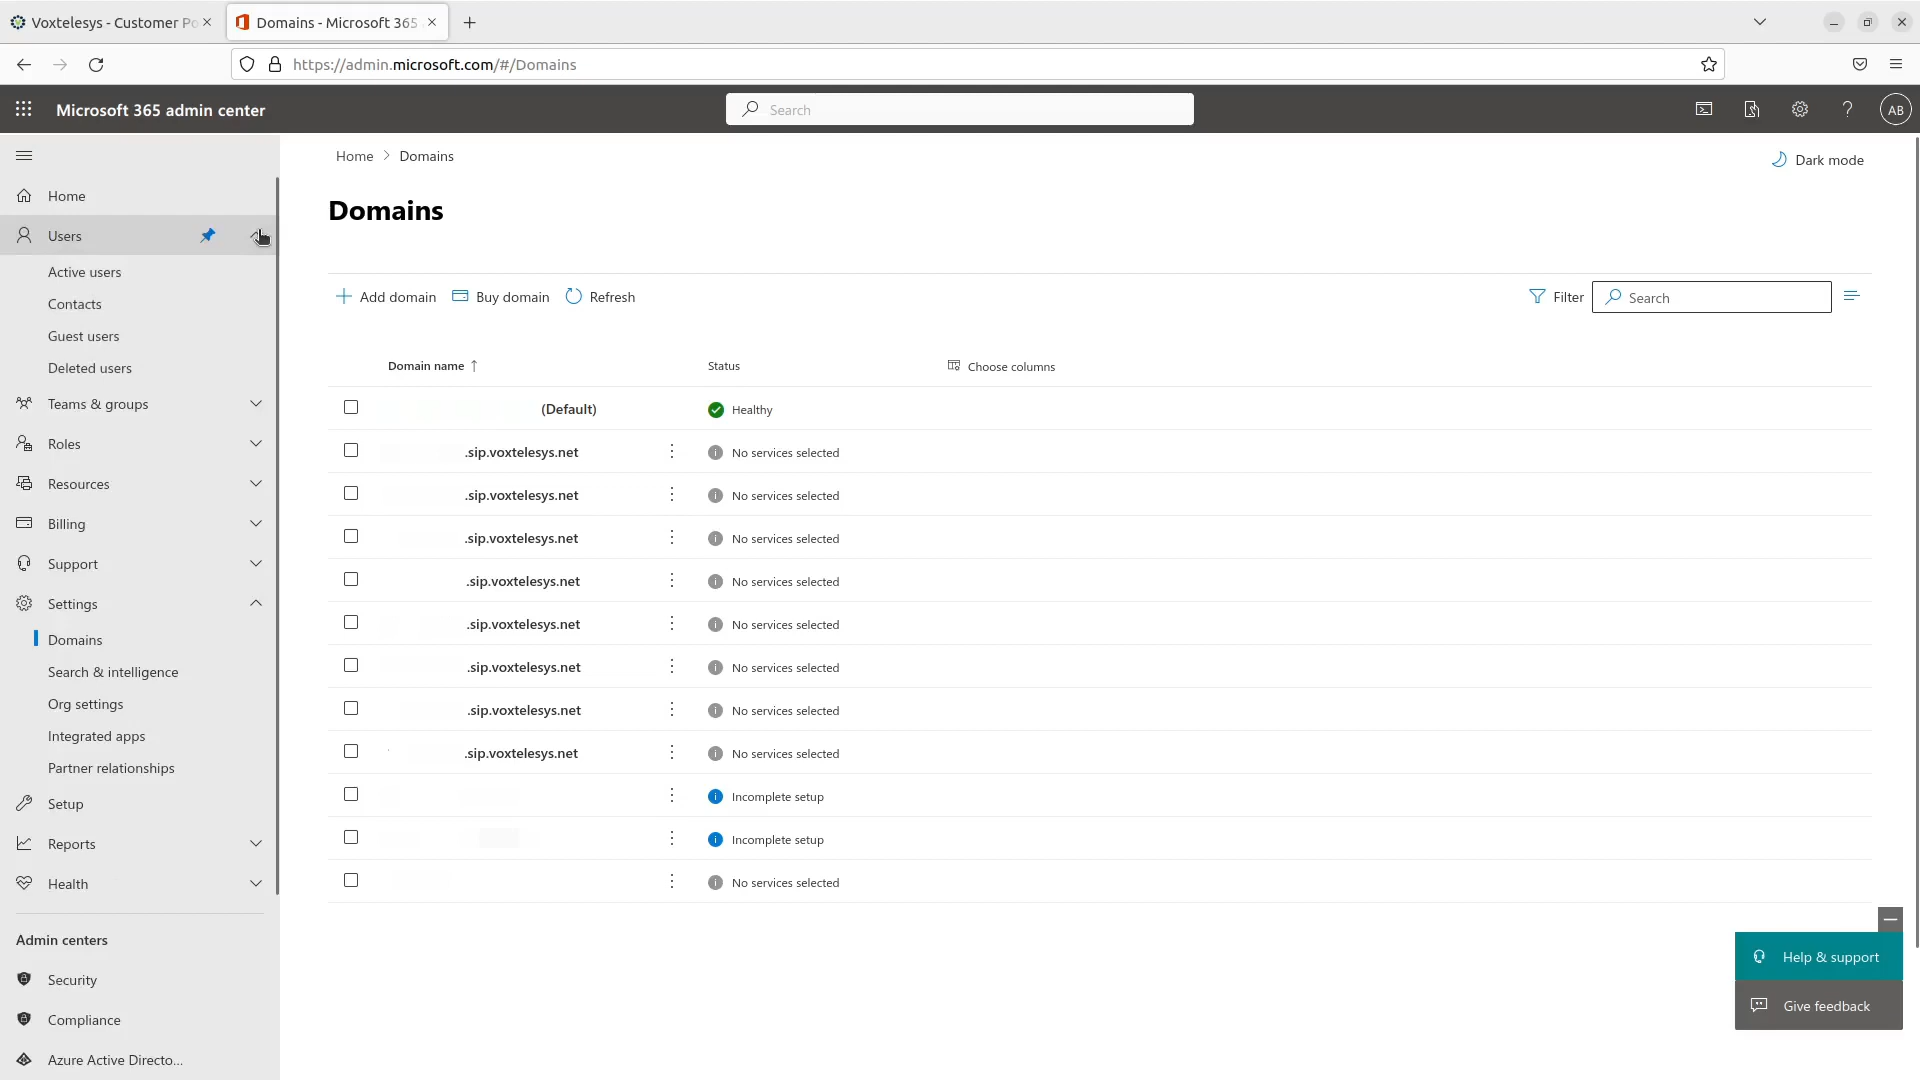 Voxtelesys - Customer Po
Domains - Microsoft 365
https://admin.microsoft.com/#/Domains
Microsoft 365 admin center
Search
AB
Home
Users
Active users
Contacts
Guest users
Deleted users
Teams & groups
Roles
Resources
Billing
Support
Settings
Domains
Search & intelligence
Org settings
Integrated apps
Partner relationships
Setup
Reports
Health
Admin centers
Security
Compliance
Azure Active Directo...
Home > Domains
Dark mode
Domains
Add domain Buy domain Refresh
Filter Search
Domain name ↑ Status Choose columns
(Default) Healthy
.sip.voxtelesys.net No services selected
.sip.voxtelesys.net No services selected
.sip.voxtelesys.net No services selected
.sip.voxtelesys.net No services selected
.sip.voxtelesys.net No services selected
.sip.voxtelesys.net No services selected
.sip.voxtelesys.net No services selected
.sip.voxtelesys.net No services selected
Incomplete setup
Incomplete setup
No services selected
Help & support
Give feedback